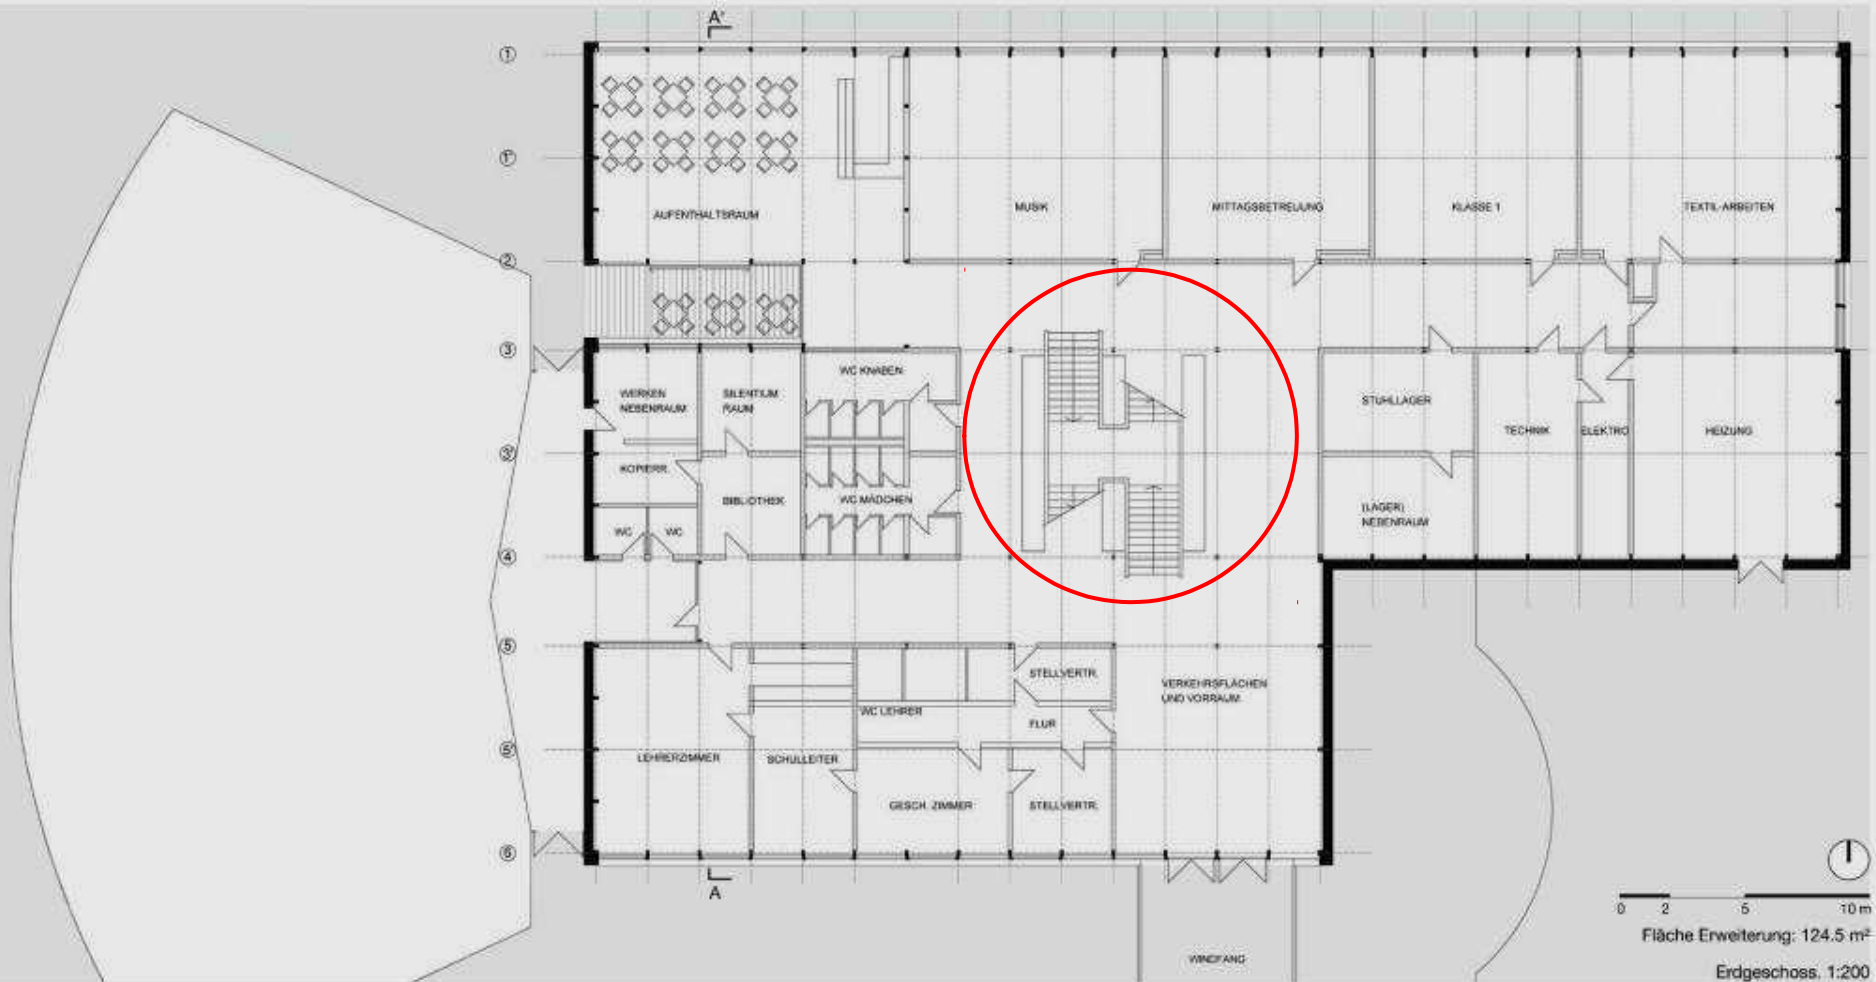 A'
1
1'
AUFENTHALTSRAUM
MUSIK
MITTAGSBETREUUNG
KLASSE 1
TEXTIL-ARBEITEN
2
3
WC KNABEN
WERKEN
NEBENRAUM
SILENTIUM
RAUM
STUHLLAGER
TECHNIK
ELEKTRO
HEIZUNG
3'
KOPIERR.
BIBLIOTHEK
WC MÄDCHEN
(LAGER)
NEBENRAUM
WC
WC
4
5
STELLVERTR.
VERKEHRSFLÄCHEN
UND VORRAUM
WC LEHRER
FLUR
5'
LEHRERZIMMER
SCHULLEITER
GESCH. ZIMMER
STELLVERTR.
6
A
0 2 5 10 m
Fläche Erweiterung: 124.5 m²
WINDFANG
Erdgeschoss. 1:200